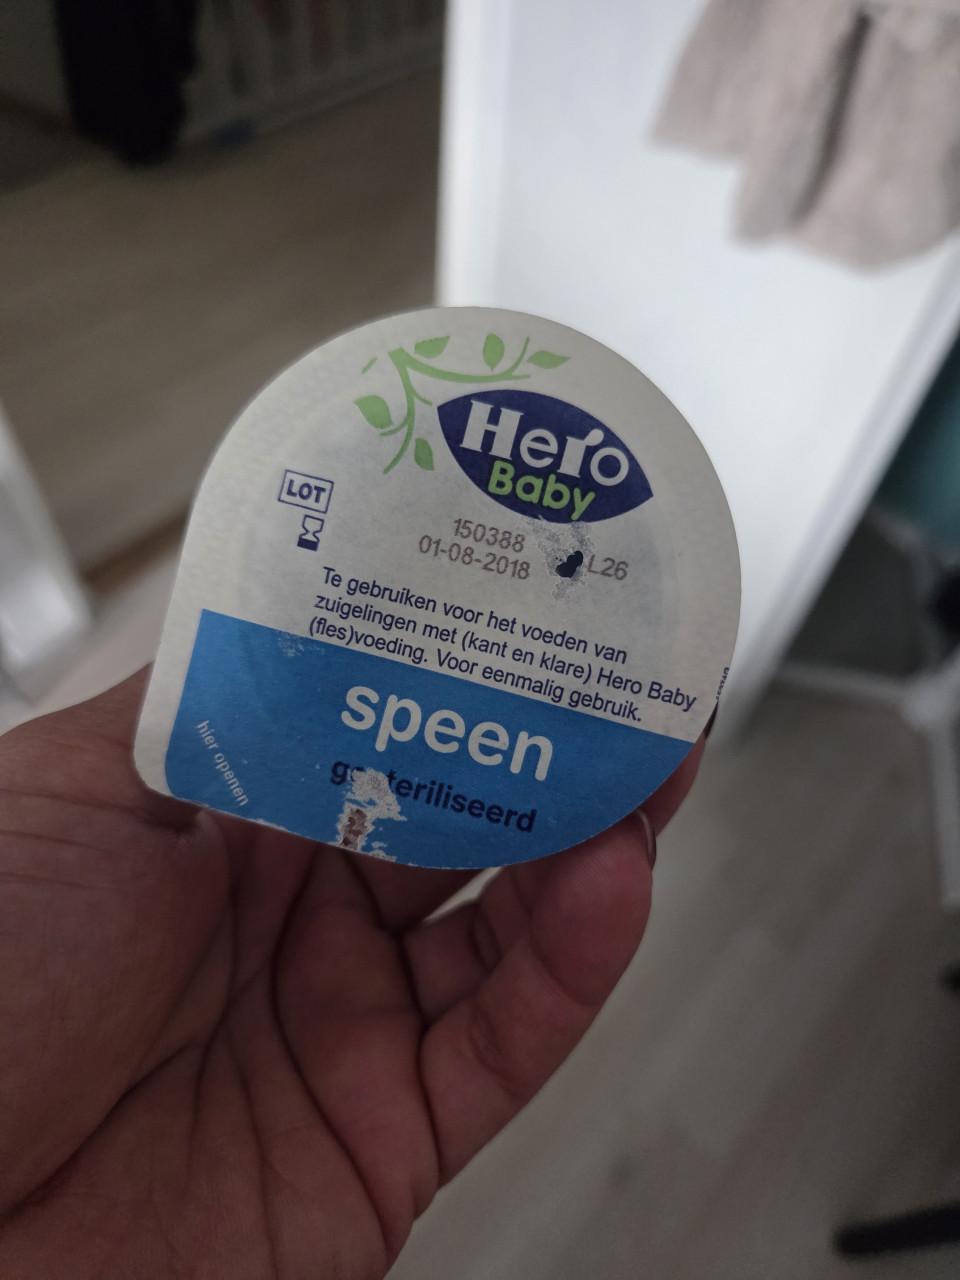 Hero
Baby
LOT
150388
01-08-2018 L26
Te gebruiken voor het voeden van
zuigelingen met (kant en klare) Hero Baby
(fles)voeding. Voor eenmalig gebruik.
speen
hier openen